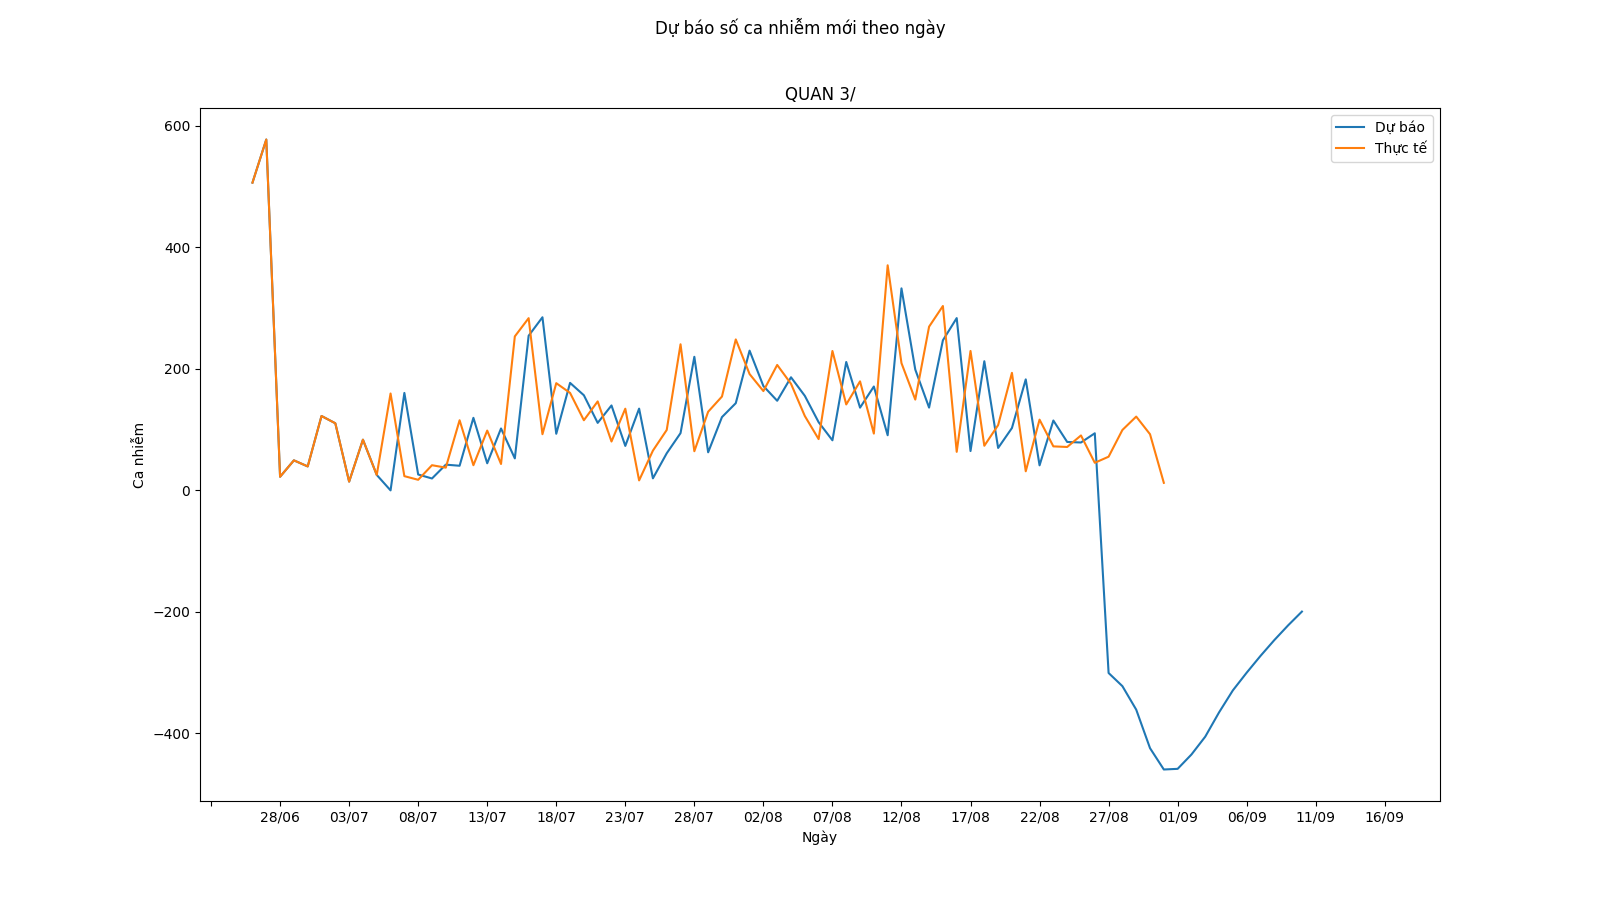 Dự báo số ca nhiễm mới theo ngày
QUAN 3/
Dự báo
Thực tế
600
400
200
0
−200
−400
Ca nhiễm
28/06 03/07 08/07 13/07 18/07 23/07 28/07 02/08 07/08 12/08 17/08 22/08 27/08 01/09 06/09 11/09 16/09
Ngày